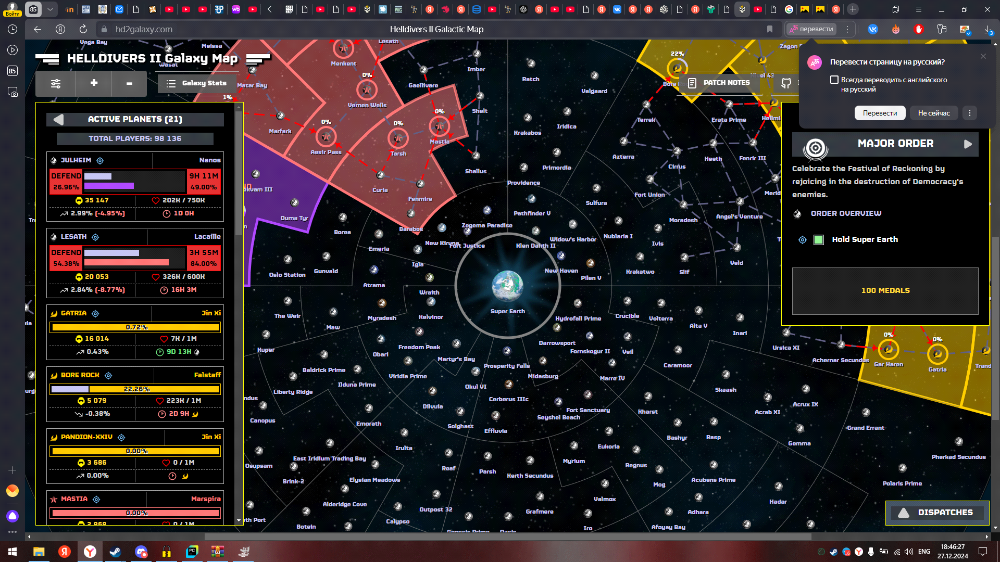 Войти
85
hd2galaxy.com
Helldivers II Galactic Map
перевести
3
85
Перевести страницу на русский?
Всегда переводить с английского
на русский
Перевести
Не сейчас
HELLDIVERS II Galaxy Map
Galaxy Stats
PATCH NOTES
ACTIVE PLANETS (21)
TOTAL PLAYERS: 98 136
JULHEIM
Nanos
DEFEND
26.96%
9H 11M
49.00%
35 147
202K / 750K
2.99% (-4.95%)
1D 0H
LESATH
Lacaille
DEFEND
54.38%
3H 55M
84.00%
20 053
326K / 600K
2.84% (-8.77%)
16H 3M
GATRIA
Jin Xi
0.72%
16 014
7K / 1M
0.43%
9D 13H
BORE ROCK
Falstaff
22.26%
5 079
223K / 1M
-0.38%
2D 9H
PANDION-XXIV
Jin Xi
0.00%
3 686
0 / 1M
0.00%
MASTIA
Marspira
0.00%
2 868
0 / 1M
MAJOR ORDER
Celebrate the Festival of Reckoning by
rejoicing in the destruction of Democracy's
enemies.
ORDER OVERVIEW
Hold Super Earth
100 MEDALS
DISPATCHES
Vega Bay
Meissa
Wasat
Matar Bay
1%
Marfark
Menkent
Lesath
0%
Vernen Wells
0%
Aesir Pass
0%
Tarsh
0%
Mastia
Gaellivare
Imber
Shelt
Shallus
Curia
Fenmire
Barabos
Duma Tyr
Borea
Emeria
Oslo Station
Gunvald
Atrama
Igla
New Kiruna
Fort Justice
Zegema Paradise
Pathfinder V
Providence
Primordia
Krakabos
Iridica
Ratch
Valgaard
Sulfura
Klen Dahth II
Widow's Harbor
Nublaria I
New Haven
Pilen V
Krakatwo
Ivis
Slif
Moradesh
Fort Union
Cirrus
Azterra
Terrek
22%
Erata Prime
Heeth
Fenrir III
Angel's Venture
Veld
Super Earth
Wraith
Kelvinor
Myradesh
The Weir
Maw
Kuper
Freedom Peak
Obari
Martyr's Bay
Prosperity Falls
Midasburg
Darrowsport
Hydrofall Prime
Crucible
Volterra
Alta V
Inari
Fornskogur II
Veil
Marre IV
Caramoor
Skaash
Ursica XI
Achernar Secundus
0%
Gar Haren
0%
Gatria
Baldrick Prime
Ilduna Prime
Liberty Ridge
Viridia Prime
Okul VI
Cerberus IIIc
Diluvia
Solghast
Effluvia
Seyshel Beach
Fort Sanctuary
Kharst
Bashyr
Rasp
Acrab XI
Acrux IX
Gemma
Grand Errant
Pherkad Secundus
Polaris Prime
Canopus
Emorath
Irulta
East Iridium Trading Bay
Osupsam
Brink-2
Elysian Meadows
Reaf
Parsh
Kerth Secundus
Myrium
Eukoria
Regnus
Mog
Acubens Prime
Alderidge Cove
Calypso
Outpost 32
Grafmere
Valmox
Adhara
Hadar
Botein
Genesis Prime
Oasis
Iro
Afoyay Bay
ENG
18:46:27
27.12.2024